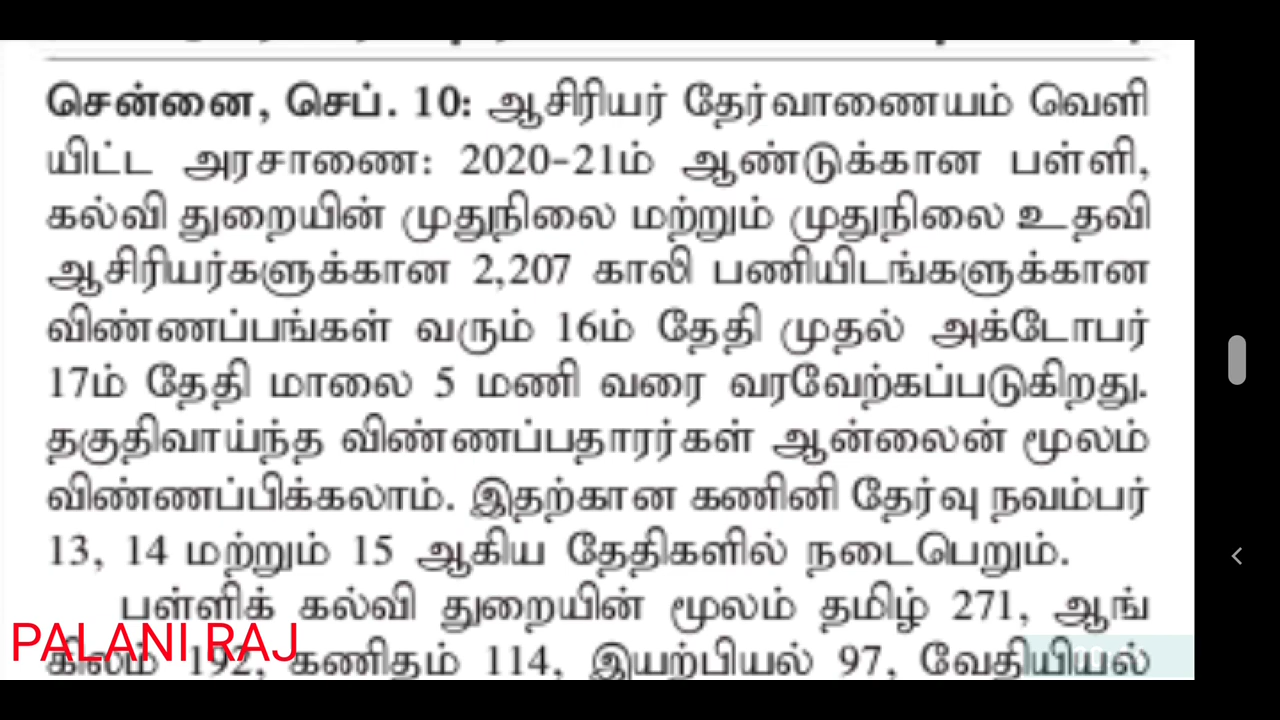 சென்னை, செப். 10: ஆசிரியர் தேர்வாணையம் வெளி
யிட்ட அரசாணை: 2020-21ம் ஆண்டுக்கான பள்ளி,
கல்வி துறையின் முதுநிலை மற்றும் முதுநிலை உதவி
ஆசிரியர்களுக்கான 2,207 காலி பணியிடங்களுக்கான
விண்ணப்பங்கள் வரும் 16ம் தேதி முதல் அக்டோபர்
17ம் தேதி மாலை 5 மணி வரை வரவேற்கப்படுகிறது.
தகுதிவாய்ந்த விண்ணப்பதாரர்கள் ஆன்லைன் மூலம்
விண்ணப்பிக்கலாம். இதற்கான கணினி தேர்வு நவம்பர்
13, 14 மற்றும் 15 ஆகிய தேதிகளில் நடைபெறும்.
பள்ளிக் கல்வி துறையின் மூலம் தமிழ் 271, ஆங்
PALANI RAJ
கிலம் 192, கணிதம் 114, இயற்பியல் 97, வேதியியல்